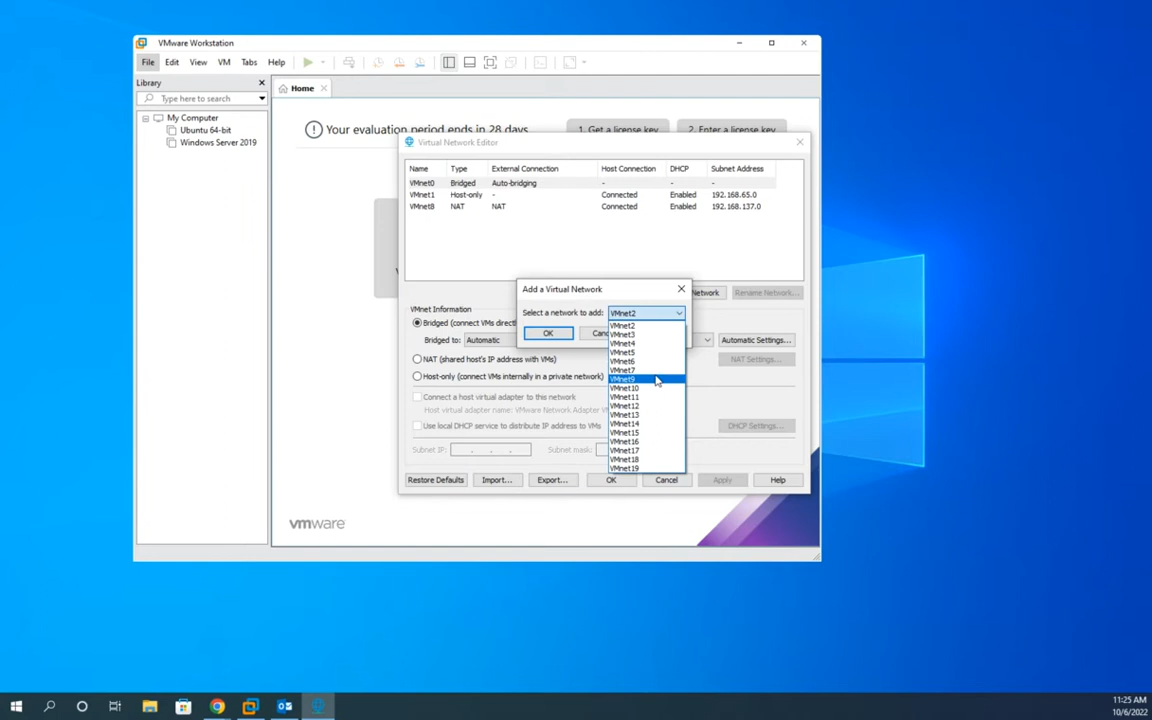 VMware Workstation
File Edit View VM Tabs Help
Library
Home
Type here to search
My Computer
Ubuntu 64-bit
Windows Server 2019
Your evaluation period ends in 28 days.
1. Get a license key
2. Enter a license key
Virtual Network Editor
Name Type External Connection Host Connection DHCP Subnet Address
VMnet0 Bridged Auto-bridging - - -
VMnet1 Host-only - Connected Enabled 192.168.65.0
VMnet8 NAT NAT Connected Enabled 192.168.137.0
Network
Rename Network...
Add a Virtual Network
Select a network to add: VMnet2
OK
VMnet2
VMnet3
VMnet4
VMnet5
VMnet6
VMnet7
VMnet9
VMnet10
VMnet11
VMnet12
VMnet13
VMnet14
VMnet15
VMnet16
VMnet17
VMnet18
VMnet19
VMnet Information
Bridged (connect VMs
Bridged to: Automatic
Automatic Settings...
NAT (shared host's IP address with VMs)
NAT Settings...
Host-only (connect VMs internally in a private network)
Connect a host virtual adapter to this network
Host virtual adapter name: VMware Network Adapter
Use local DHCP service to distribute IP address to VMs
DHCP Settings...
Subnet IP: . . .
Subnet mask:
Restore Defaults Import... Export... OK Cancel Apply Help
vmware
11:25 AM
10/6/2022